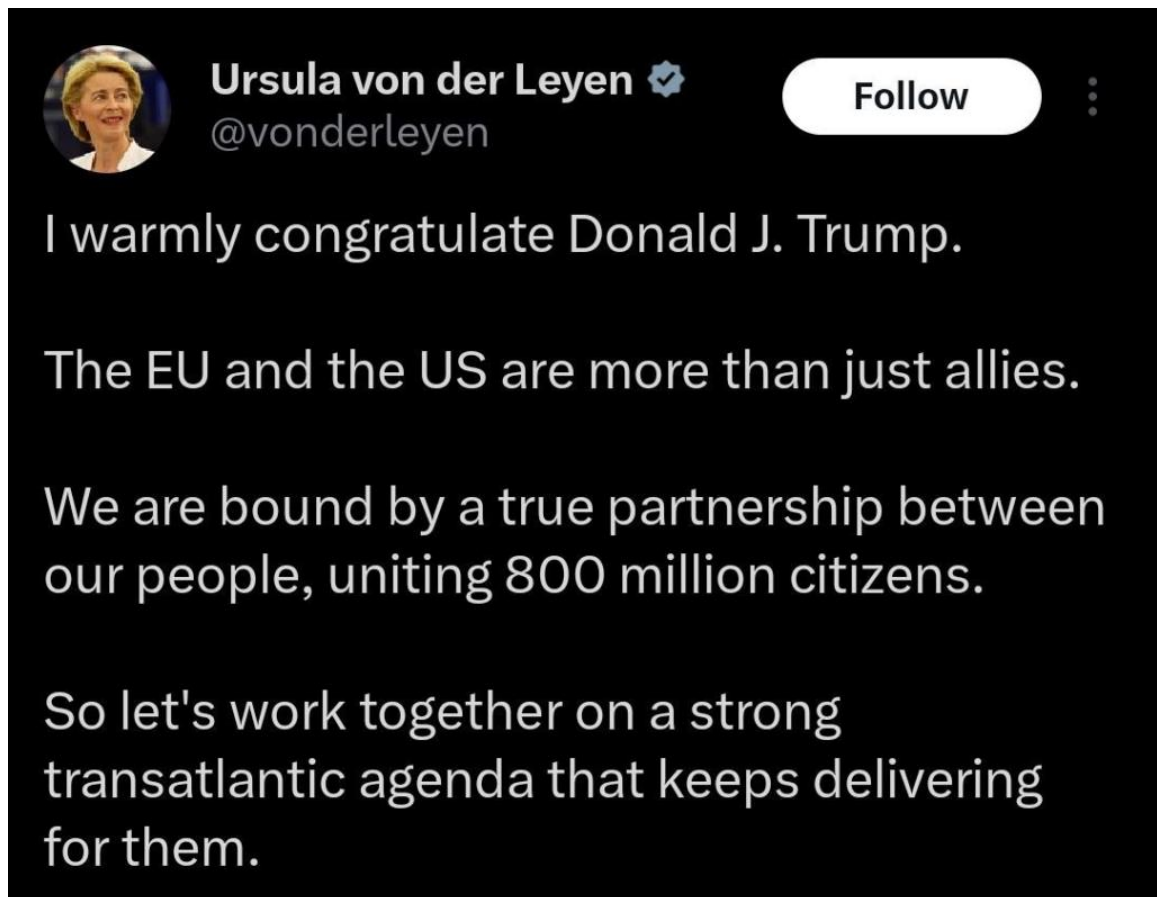 Ursula von der Leyen
@vonderleyen
Follow
I warmly congratulate Donald J. Trump.
The EU and the US are more than just allies.
We are bound by a true partnership between
our people, uniting 800 million citizens.
So let's work together on a strong
transatlantic agenda that keeps delivering
for them.